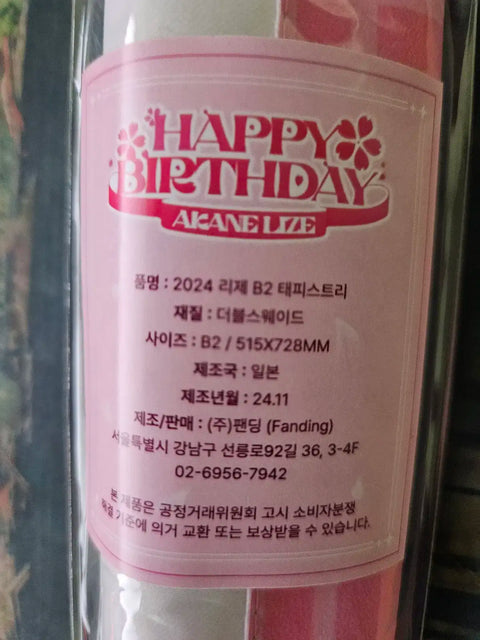 HAPPY
BIRTHDAY
AKANE LIZE
품명 : 2024 리제 B2 태피스트리
재질 : 더블스웨이드
사이즈 : B2 / 515X728MM
제조국 : 일본
제조년월 : 24.11
제조/판매 : (주)팬딩 (Fanding)
서울특별시 강남구 선릉로92길 36, 3-4F
02-6956-7942
본 제품은 공정거래위원회 고시 소비자분쟁
해결 기준에 의거 교환 또는 보상받을 수 있습니다.